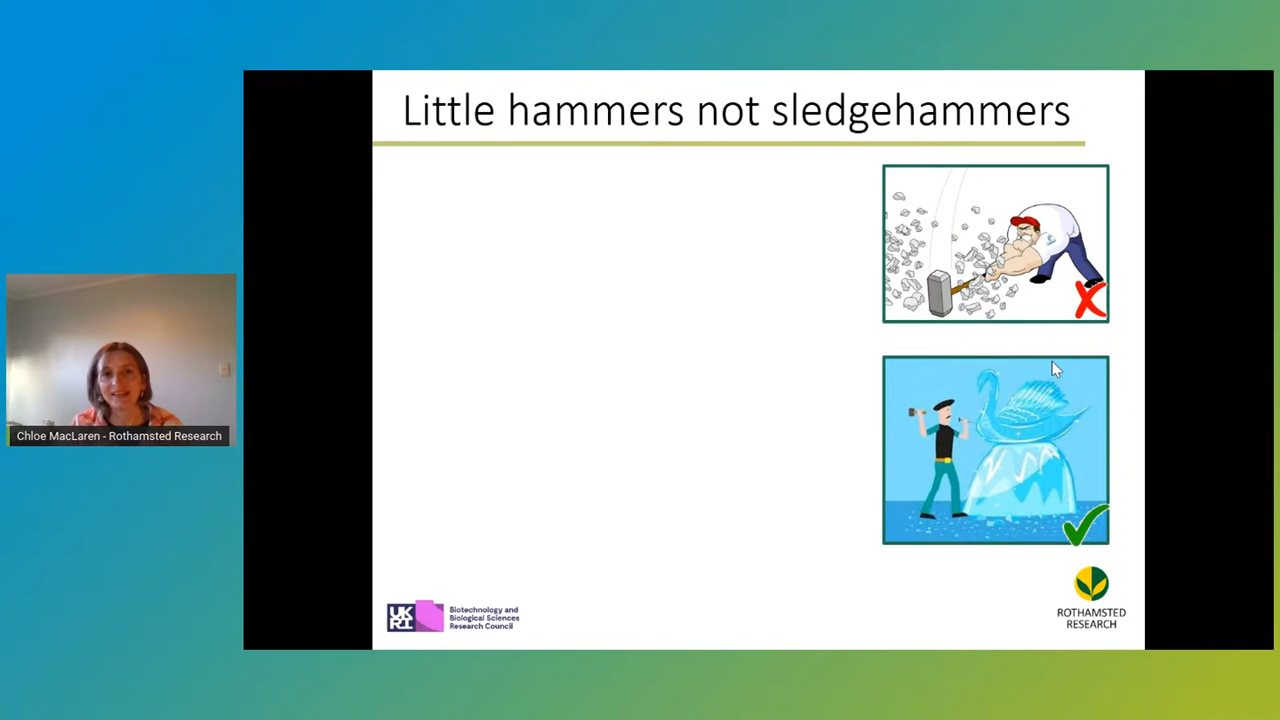 Little hammers not sledgehammers
Chloe MacLaren - Rothamsted Research
UK
RI
Biotechnology and
Biological Sciences
Research Council
ROTHAMSTED
RESEARCH